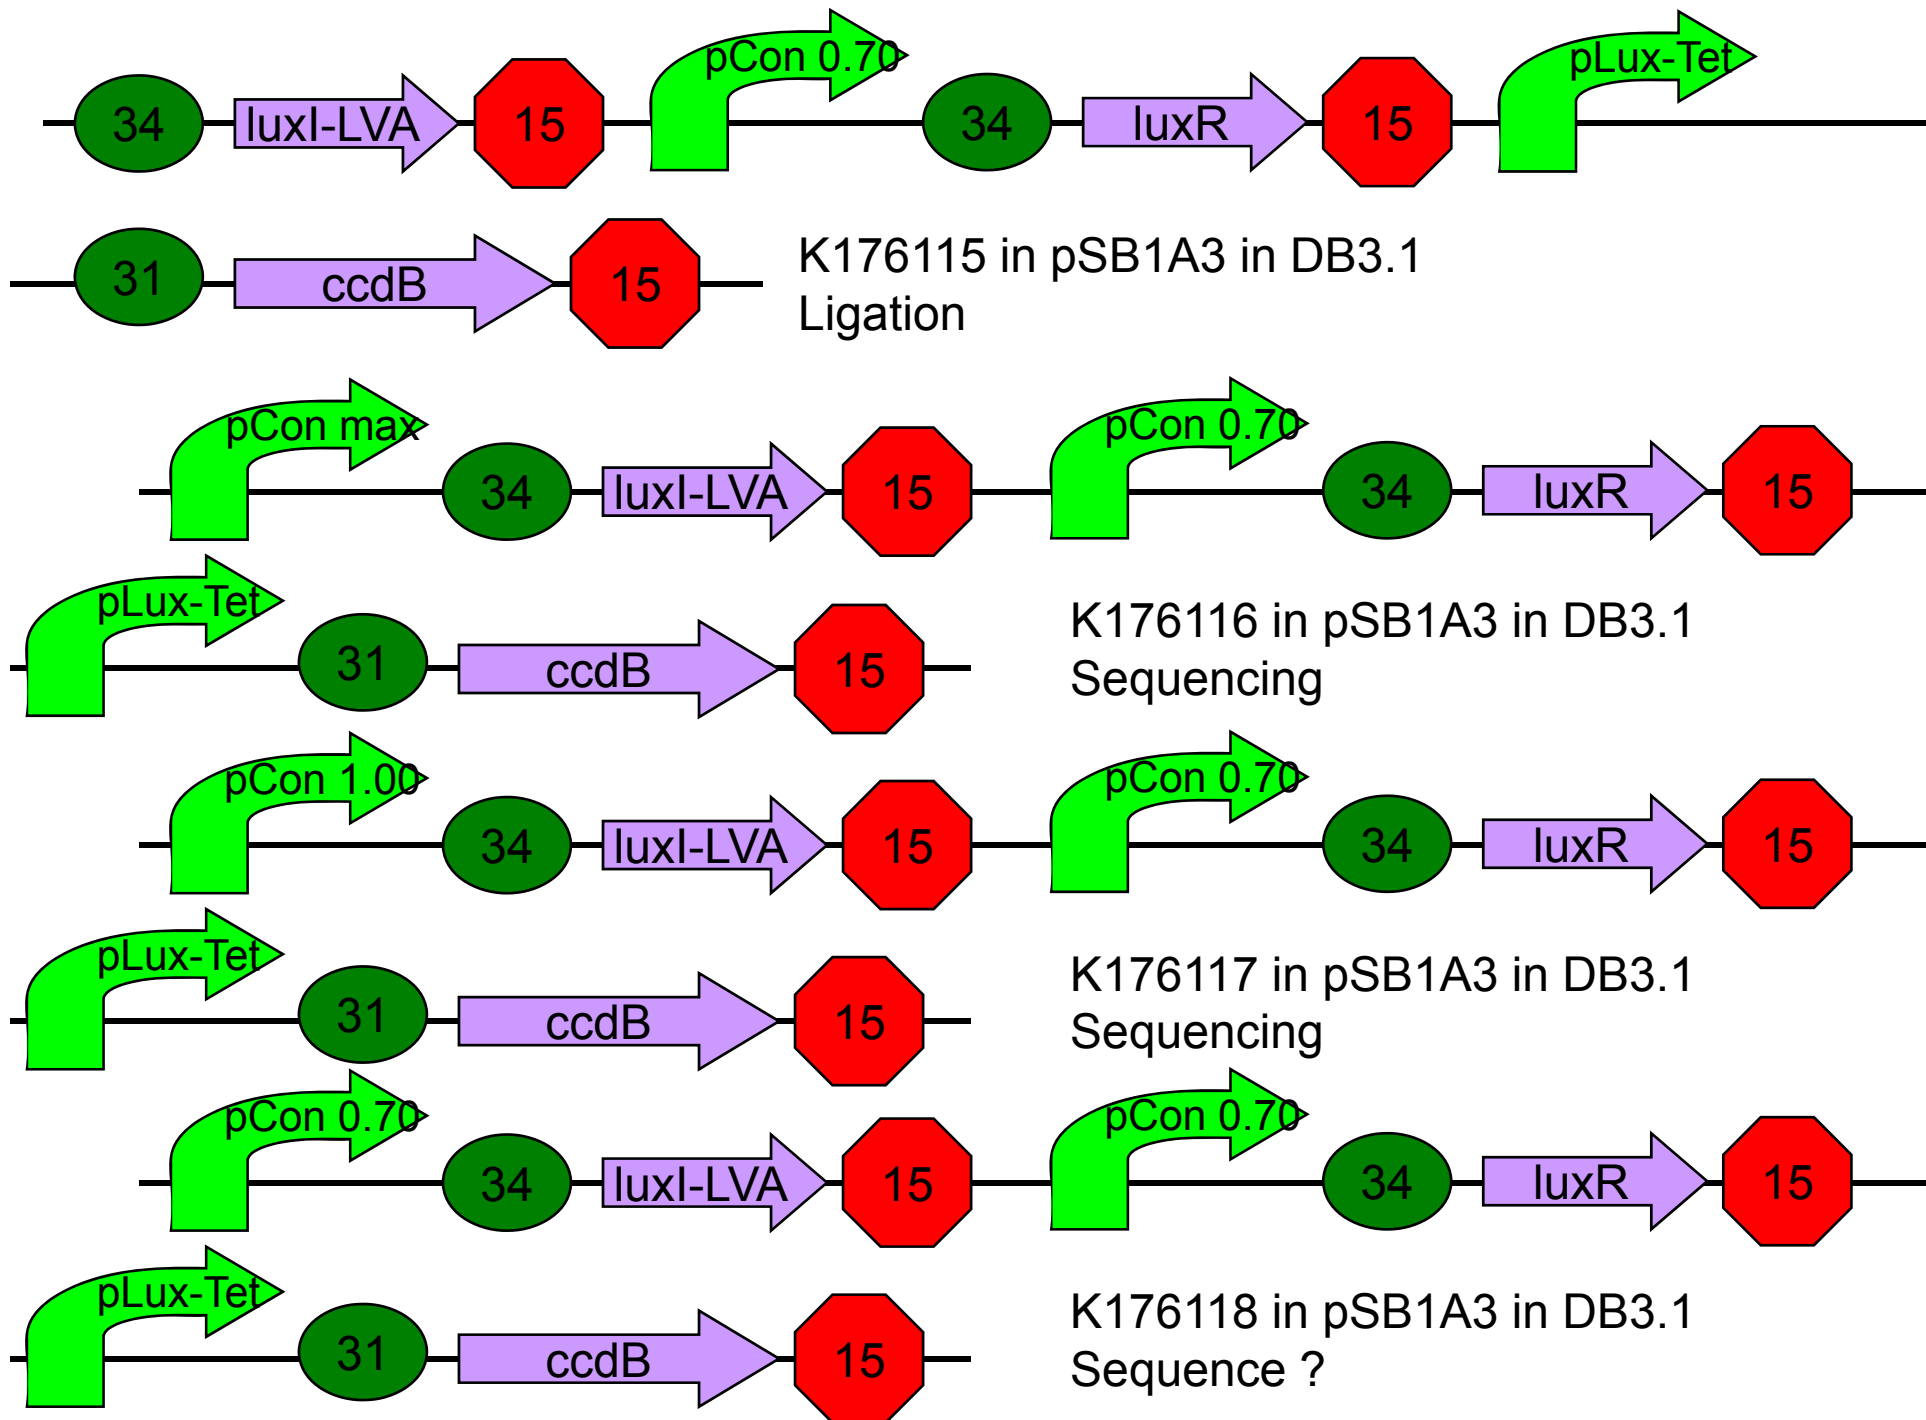 pCon 0.70 pLux-Tet
34 luxI-LVA 15 34 luxR 15
31 ccdB 15
K176115 in pSB1A3 in DB3.1
Ligation
pCon max pCon 0.70
34 luxI-LVA 15 34 luxR 15
pLux-Tet
31 ccdB 15
K176116 in pSB1A3 in DB3.1
Sequencing
pCon 1.00 pCon 0.70
34 luxI-LVA 15 34 luxR 15
pLux-Tet
31 ccdB 15
K176117 in pSB1A3 in DB3.1
Sequencing
pCon 0.70 pCon 0.70
34 luxI-LVA 15 34 luxR 15
pLux-Tet
31 ccdB 15
K176118 in pSB1A3 in DB3.1
Sequence ?